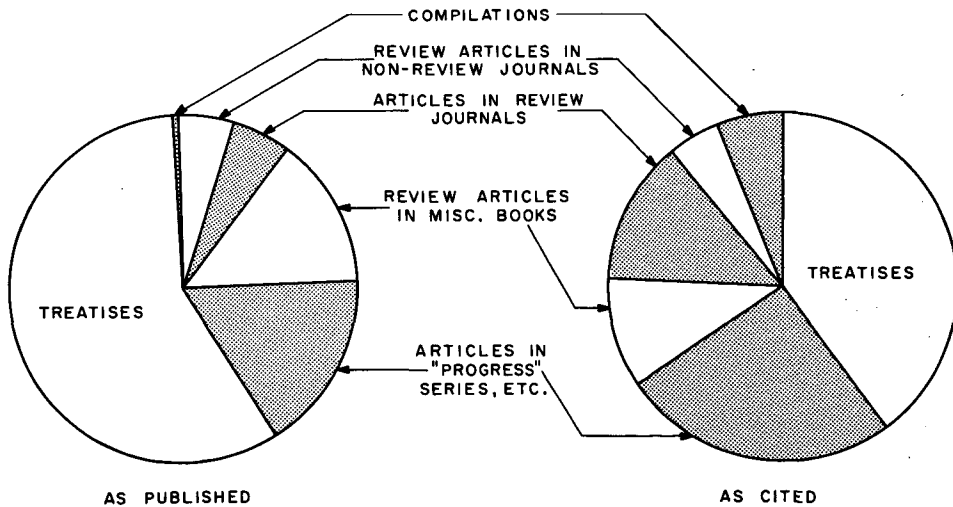 COMPILATIONS
REVIEW ARTICLES IN
NON-REVIEW JOURNALS
ARTICLES IN REVIEW
JOURNALS
REVIEW ARTICLES
IN MISC. BOOKS
TREATISES
TREATISES
ARTICLES IN
"PROGRESS"
SERIES, ETC.
AS PUBLISHED
AS CITED